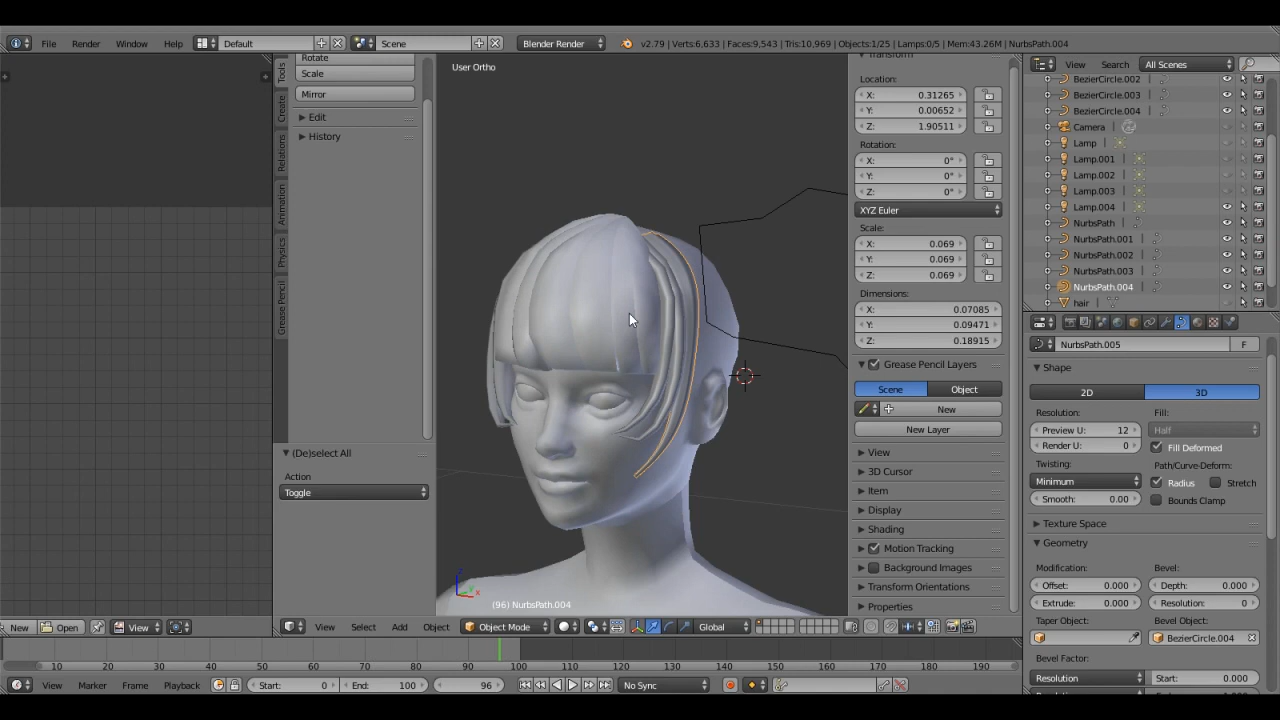 File Render Window Help Default Scene Blender Render v2.79 | Verts:6,633 | Faces:9,543 | Tris:10,969 | Objects:1/25 | Lamps:0/5 | Mem:43.26M | NurbsPath.004
Rotate
Scale
Mirror
Edit
History
Tools
Create
Relations
Animation
Physics
Grease Pencil
(De)select All
Action
Toggle
User Ortho
(96) NurbsPath.004
Transform
Location:
X: 0.31265
Y: 0.00652
Z: 1.90511
Rotation:
X: 0°
Y: 0°
Z: 0°
XYZ Euler
Scale:
X: 0.069
Y: 0.069
Z: 0.069
Dimensions:
X: 0.07085
Y: 0.09471
Z: 0.18915
Grease Pencil Layers
Scene Object
New
New Layer
View
3D Cursor
Item
Display
Shading
Motion Tracking
Background Images
Transform Orientations
Properties
View Search All Scenes
BezierCircle.002
BezierCircle.003
BezierCircle.004
Camera
Lamp
Lamp.001
Lamp.002
Lamp.003
Lamp.004
NurbsPath
NurbsPath.001
NurbsPath.002
NurbsPath.003
NurbsPath.004
hair
NurbsPath.005 F
Shape
2D 3D
Resolution: Fill:
Preview U: 12 Half
Render U: 0 Fill Deformed
Twisting: Path/Curve-Deform:
Minimum Radius Stretch
Smooth: 0.00 Bounds Clamp
Texture Space
Geometry
Modification: Bevel:
Offset: 0.000 Depth: 0.000
Extrude: 0.000 Resolution: 0
Taper Object: Bevel Object:
BezierCircle.004
Bevel Factor:
Resolution Start: 0.000
New Open View
View Select Add Object Object Mode Global
10 20 30 40 50 60 70 80 90 100 110 120 130 140 150 160 170 180 190
View Marker Frame Playback Start: 0 End: 100 96 No Sync